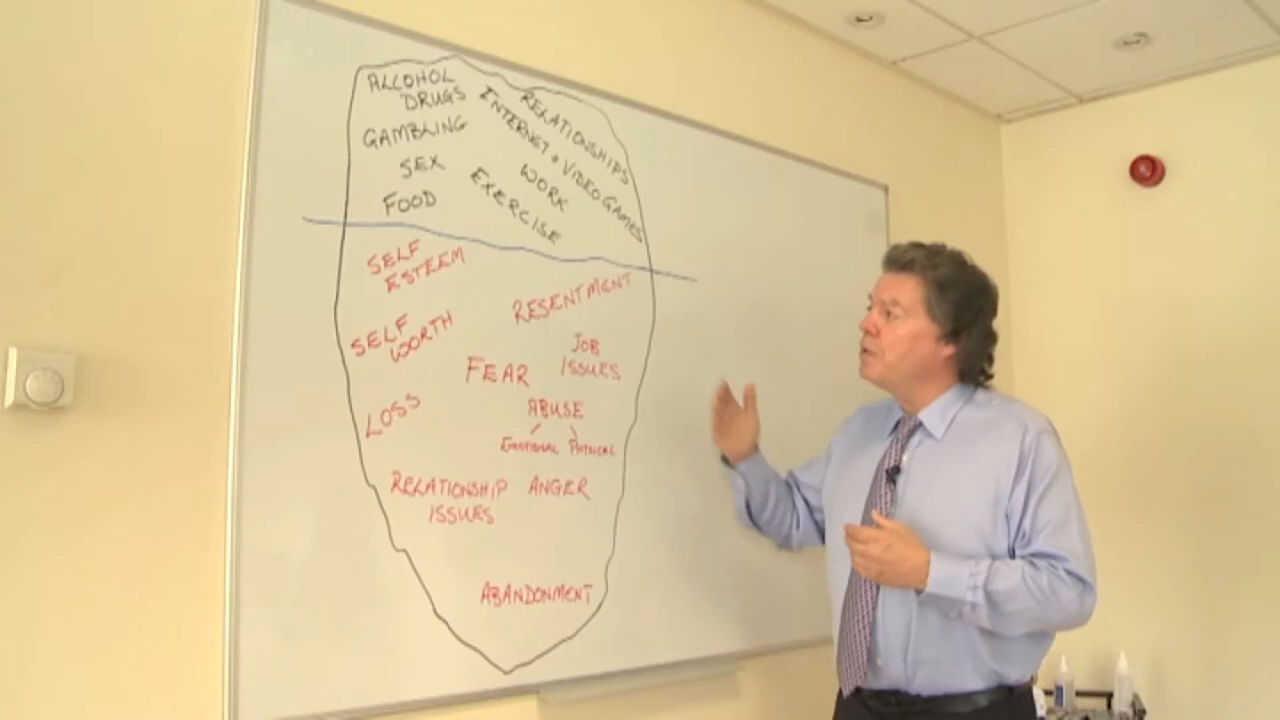 ALCOHOL
DRUGS
GAMBLING
SEX
FOOD
RELATIONSHIPS
INTERNET & VIDEO GAMES
WORK
EXERCISE
SELF
ESTEEM
RESENTMENT
SELF
WORTH
JOB
ISSUES
FEAR
LOSS
ABUSE
EMOTIONAL PHYSICAL
RELATIONSHIP
ISSUES
ANGER
ABANDONMENT